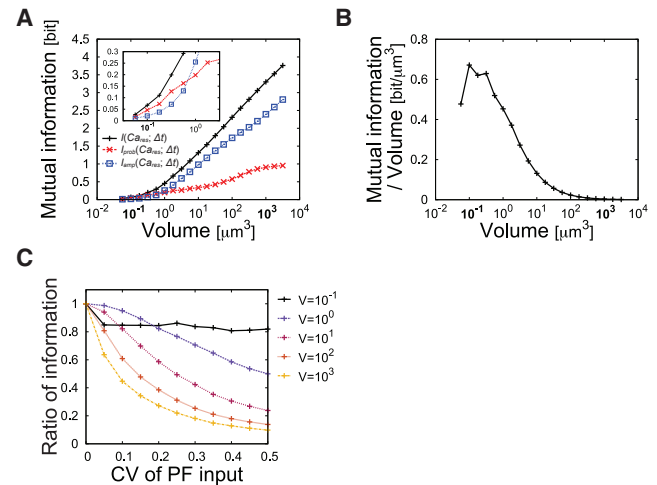 A
Mutual information [bit]
4.5
4
3.5
3
2.5
2
1.5
1
0.5
0
0.3
0.25
0.2
0.15
0.1
0.05
0
10⁻¹ 10⁰
I(Ca_res; Δt)
I_prob(Ca_res; Δt)
I_amp(Ca_res; Δt)
10⁻² 10⁻¹ 10⁰ 10¹ 10² 10³ 10⁴
Volume [μm³]
B
Mutual information
/ Volume [bit/μm³]
0.8
0.6
0.4
0.2
0
10⁻² 10⁻¹ 10⁰ 10¹ 10² 10³ 10⁴
Volume [μm³]
C
Ratio of information
1
0.8
0.6
0.4
0.2
0
0 0.1 0.2 0.3 0.4 0.5
CV of PF input
V=10⁻¹
V=10⁰
V=10¹
V=10²
V=10³